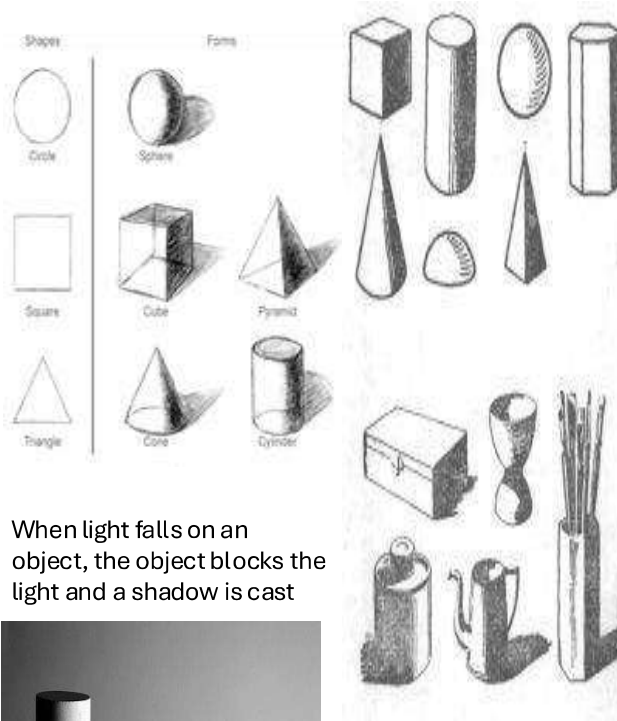 Shapes
Forms
Circle
Sphere
Square
Cube
Pyramid
Triangle
Cone
Cylinder
When light falls on an
object, the object blocks the
light and a shadow is cast